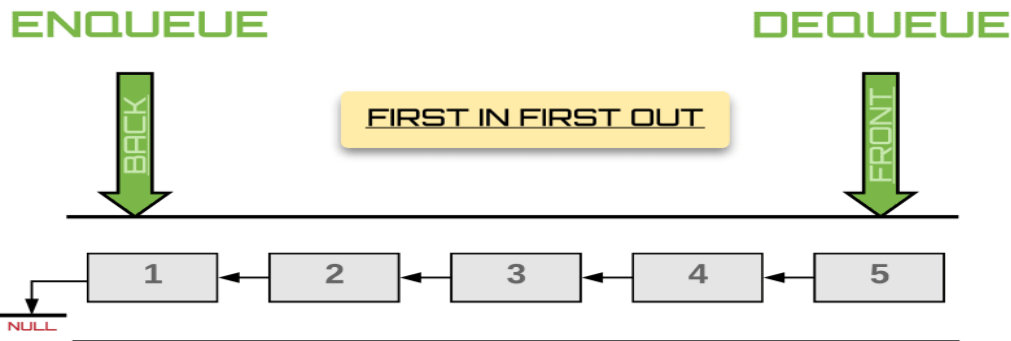 ENQUEUE
DEQUEUE
BACK
FIRST IN FIRST OUT
FRONT
1 2 3 4 5
NULL